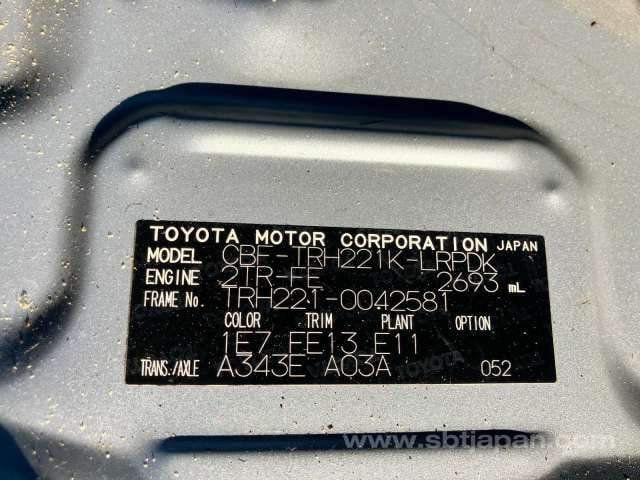 TOYOTA MOTOR CORPORATION JAPAN
MODEL CBF-TRH221K-LRPDK
ENGINE 2TR-FE 2693 mL
FRAME No. TRH221-0042581
COLOR TRIM PLANT OPTION
1E7 FE13 E11
TRANS./AXLE A343E A03A 052
www.sbtjapan.com